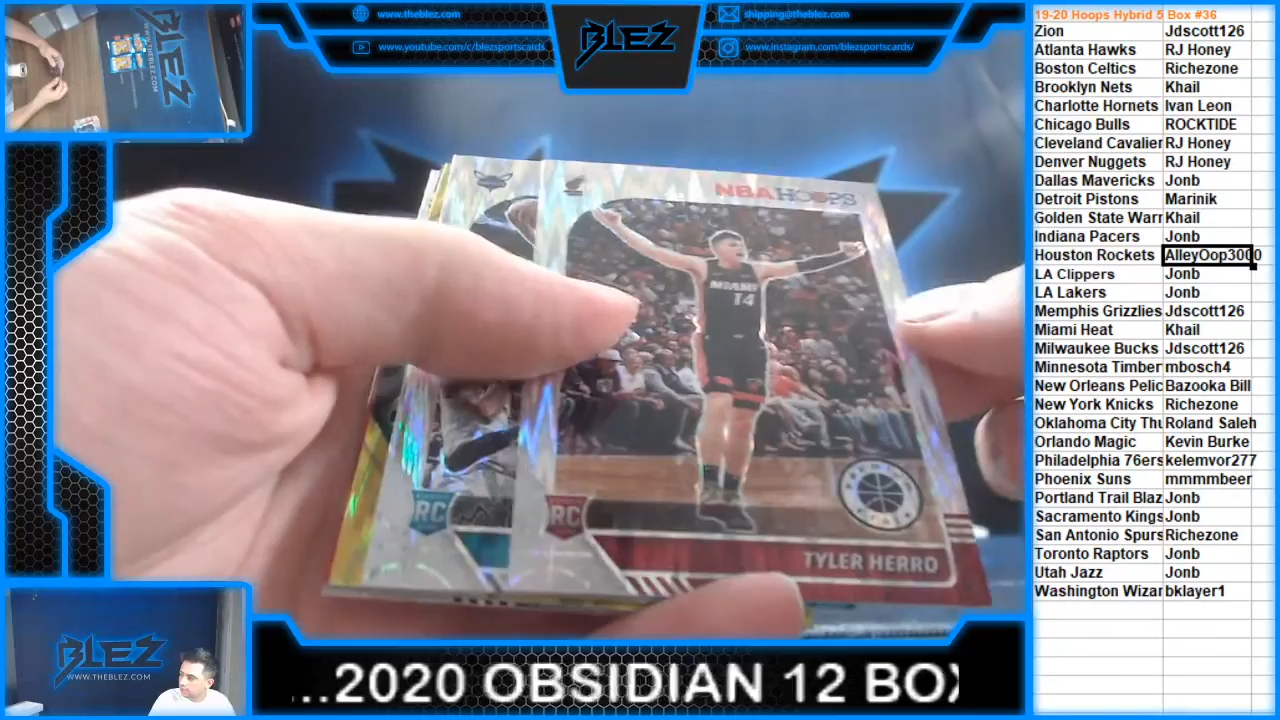 www.theblez.com
www.youtube.com/c/blezsportscards
BLEZ
shipping@theblez.com
www.instagram.com/blezsportscards/
BLEZ
WWW.THEBLEZ.COM
NBAHOOPS
MIAMI
14
RC
RC
TYLER HERRO
BLEZ
WWW.THEBLEZ.COM
...2020 OBSIDIAN 12 BOX
19-20 Hoops Hybrid 5 Box #36
Zion Jdscott126
Atlanta Hawks RJ Honey
Boston Celtics Richezone
Brooklyn Nets Khail
Charlotte Hornets Ivan Leon
Chicago Bulls ROCKTIDE
Cleveland Cavalier RJ Honey
Denver Nuggets RJ Honey
Dallas Mavericks Jonb
Detroit Pistons Marinik
Golden State Warr Khail
Indiana Pacers Jonb
Houston Rockets AlleyOop3000
LA Clippers Jonb
LA Lakers Jonb
Memphis Grizzlies Jdscott126
Miami Heat Khail
Milwaukee Bucks Jdscott126
Minnesota Timber mbosch4
New Orleans Pelic Bazooka Bill
New York Knicks Richezone
Oklahoma City Thu Roland Saleh
Orlando Magic Kevin Burke
Philadelphia 76ers kelemvor277
Phoenix Suns mmmmbeer
Portland Trail Blaz Jonb
Sacramento Kings Jonb
San Antonio Spurs Richezone
Toronto Raptors Jonb
Utah Jazz Jonb
Washington Wizar bklayer1